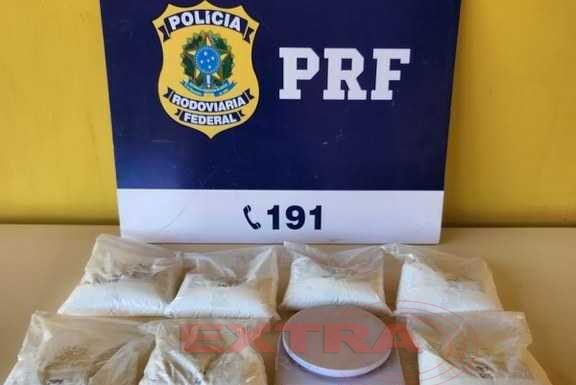 POLÍCIA
RODOVIÁRIA
FEDERAL
PRF
191
EXTRA